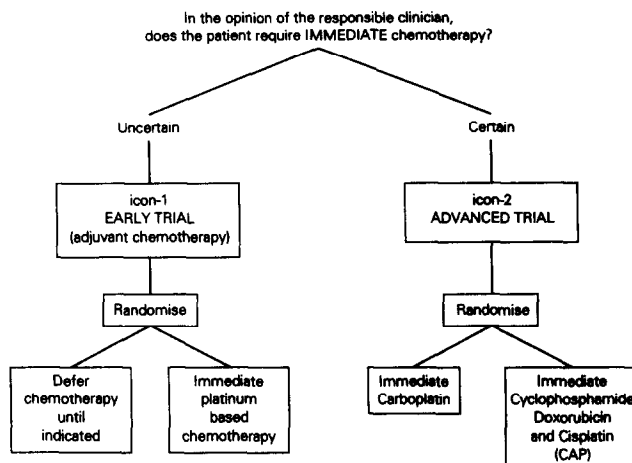 In the opinion of the responsible clinician,
does the patient require IMMEDIATE chemotherapy?
Uncertain
Certain
icon-1
EARLY TRIAL
(adjuvant chemotherapy)
icon-2
ADVANCED TRIAL
Randomise
Randomise
Defer
chemotherapy
until
indicated
Immediate
platinum
based
chemotherapy
Immediate
Carboplatin
Immediate
Cyclophosphamide
Doxorubicin
and Cisplatin
(CAP)